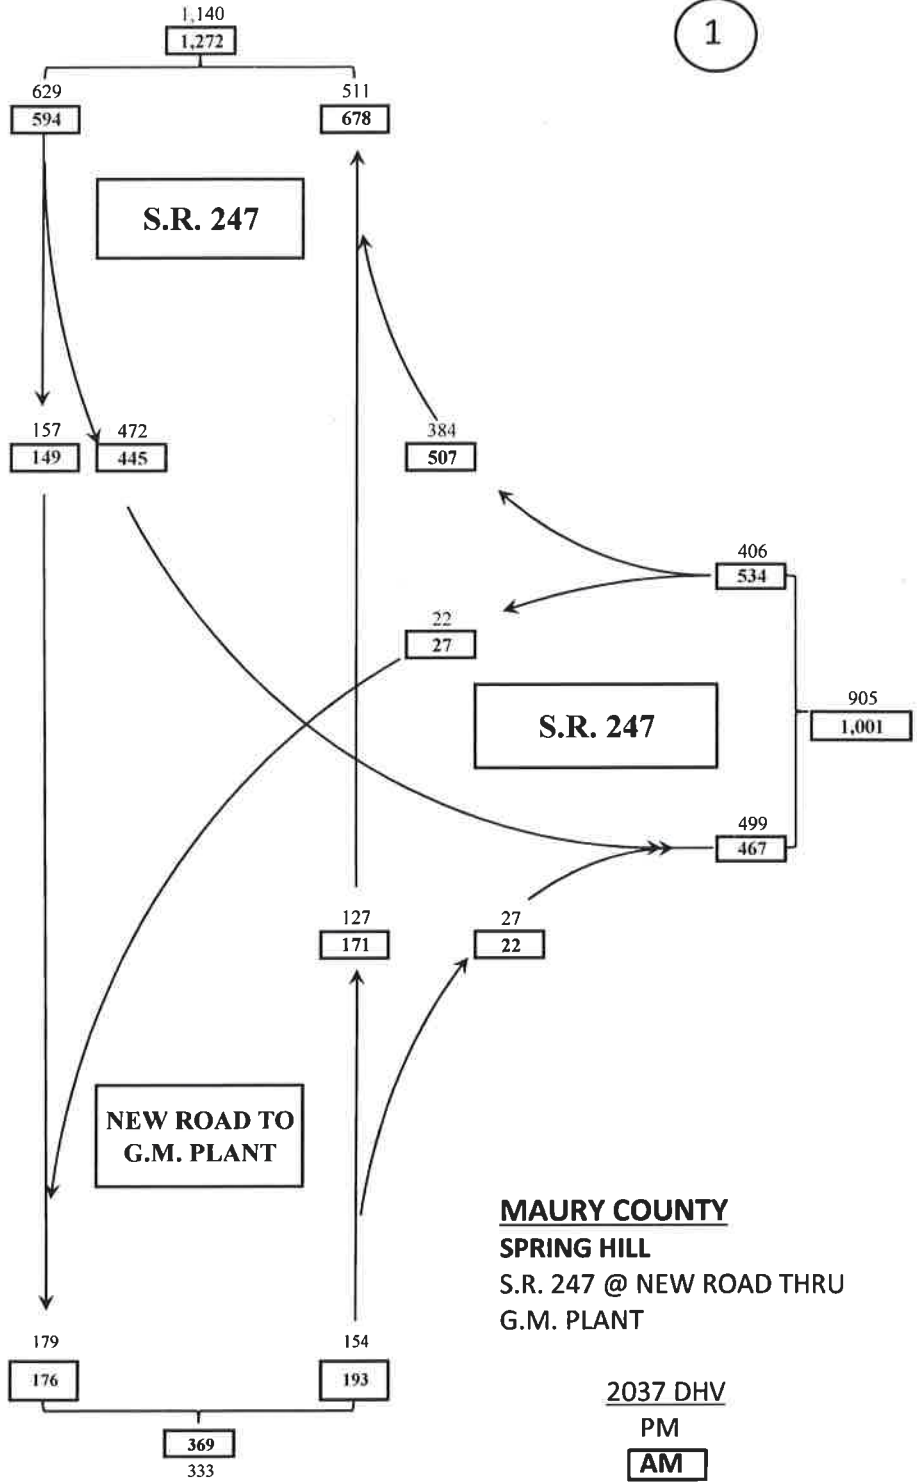 1,140
1,272
1
629
511
594
678
S.R. 247
157
472
384
149
445
507
406
534
22
27
905
S.R. 247
1,001
499
467
127
27
171
22
NEW ROAD TO
G.M. PLANT
MAURY COUNTY
SPRING HILL
S.R. 247 @ NEW ROAD THRU
G.M. PLANT
179
154
176
193
2037 DHV
PM
AM
369
333